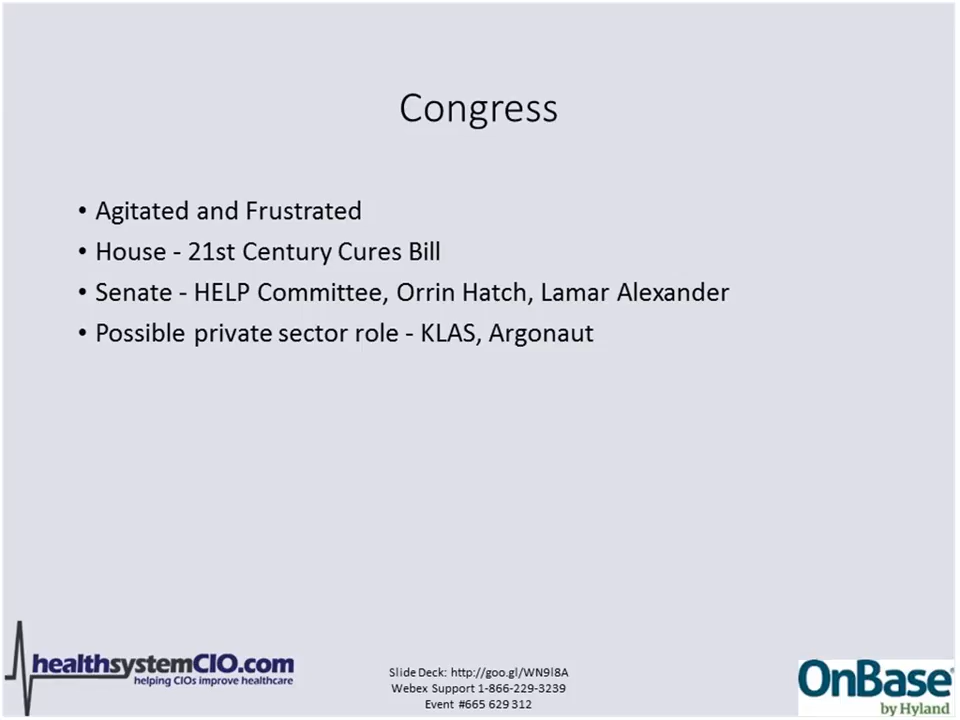 Congress
• Agitated and Frustrated
• House - 21st Century Cures Bill
• Senate - HELP Committee, Orrin Hatch, Lamar Alexander
• Possible private sector role - KLAS, Argonaut
healthsystemCIO.com
helping CIOs improve healthcare
Slide Deck: http://goo.gl/WN9l8A
Webex Support 1-866-229-3239
Event #665 629 312
OnBase®
by Hyland